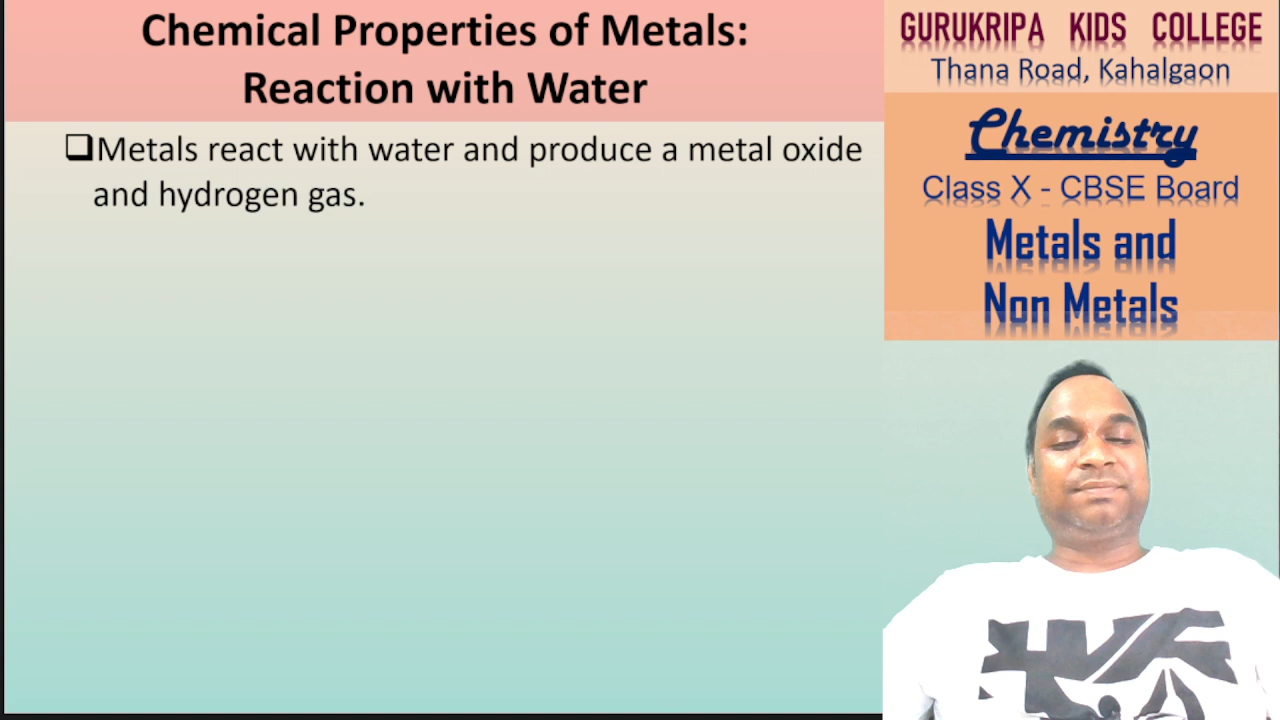 Chemical Properties of Metals:
Reaction with Water
❑Metals react with water and produce a metal oxide
and hydrogen gas.
GURUKRIPA KIDS COLLEGE
Thana Road, Kahalgaon
Chemistry
Class X - CBSE Board
Metals and
Non Metals